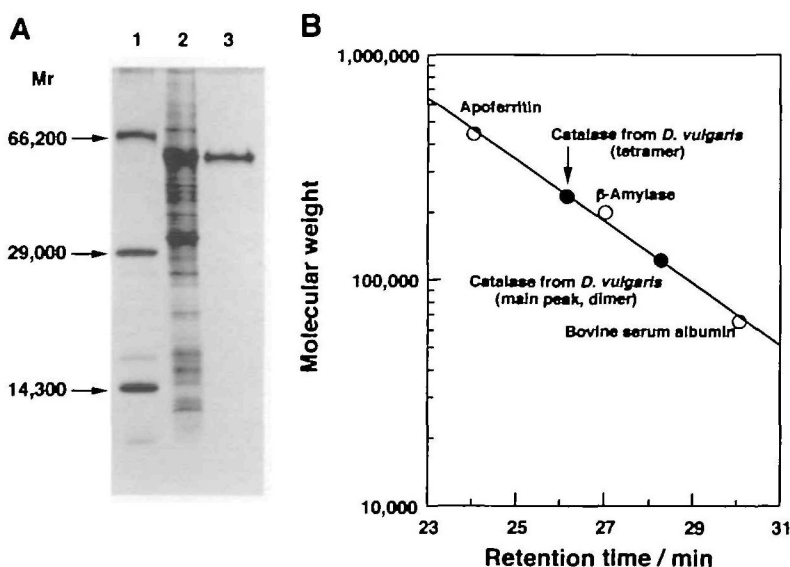 A
1 2 3
Mr
66,200
29,000
14,300
B
1,000,000
100,000
10,000
Molecular weight
Apoferritin
Catalase from D. vulgaris
(tetramer)
β-Amylase
Catalase from D. vulgaris
(main peak, dimer)
Bovine serum albumin
23 25 27 29 31
Retention time / min